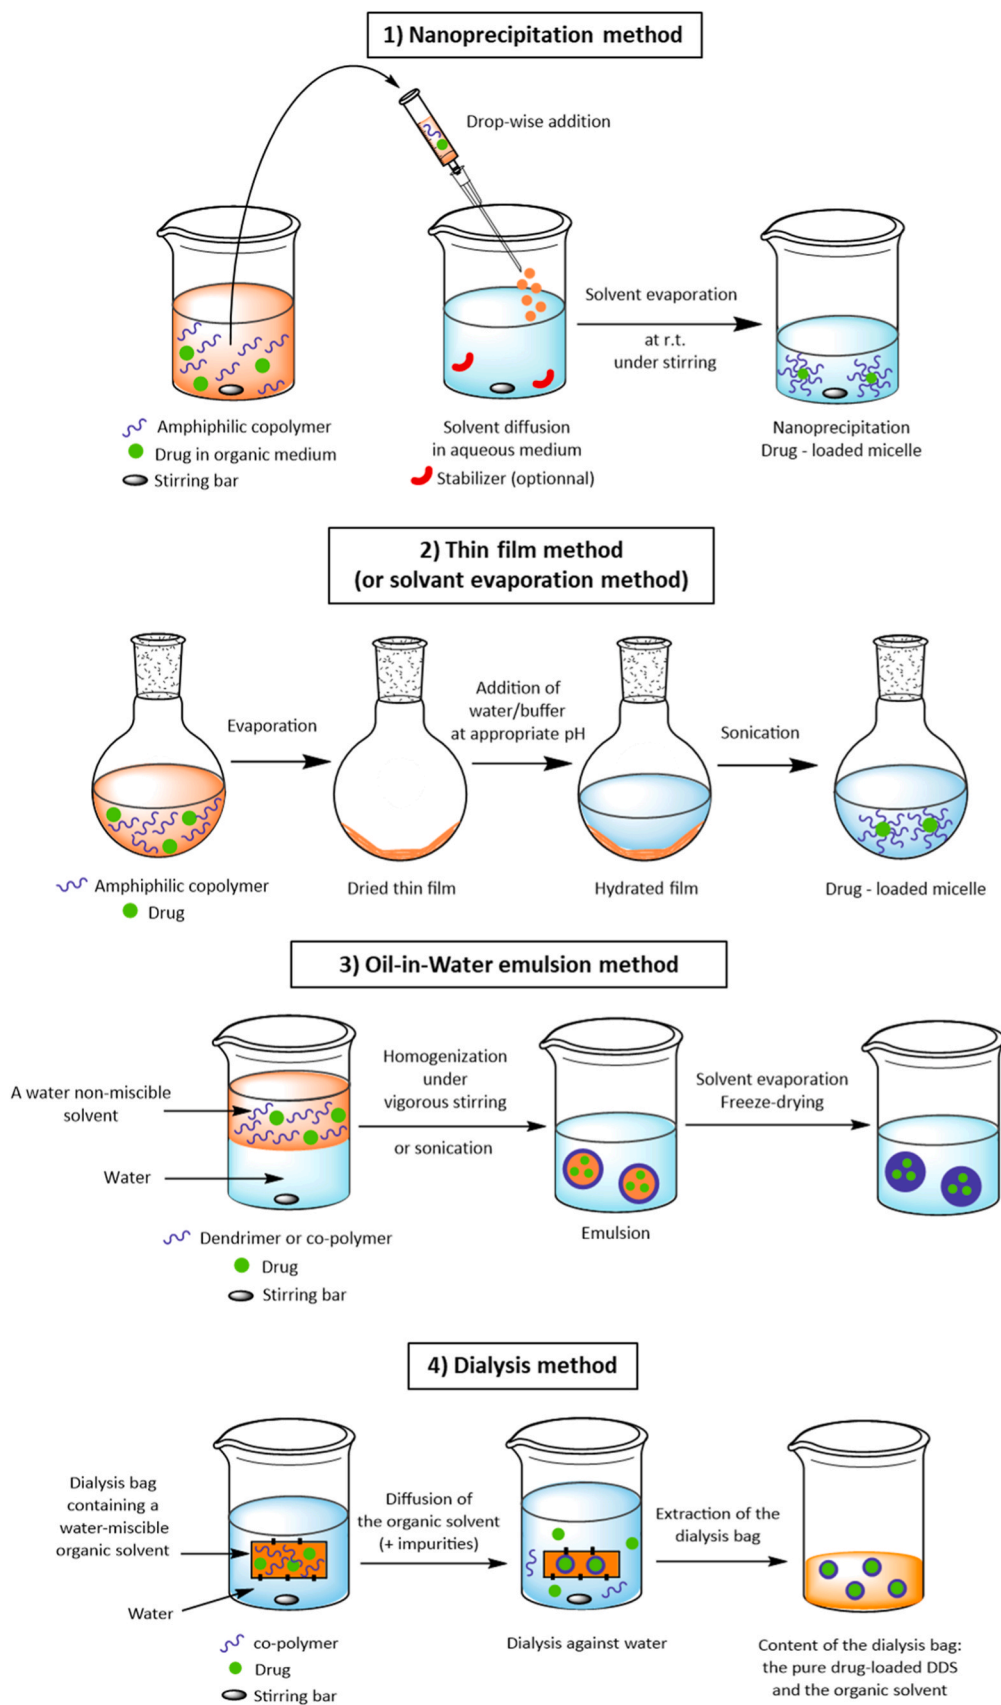 1) Nanoprecipitation method
Drop-wise addition
Solvent evaporation
at r.t.
under stirring
Amphiphilic copolymer
Drug in organic medium
Stirring bar
Solvent diffusion
in aqueous medium
Stabilizer (optionnal)
Nanoprecipitation
Drug - loaded micelle
2) Thin film method
(or solvant evaporation method)
Evaporation
Addition of
water/buffer
at appropriate pH
Sonication
Amphiphilic copolymer
Drug
Dried thin film
Hydrated film
Drug - loaded micelle
3) Oil-in-Water emulsion method
A water non-miscible
solvent
Water
Homogenization
under
vigorous stirring
or sonication
Solvent evaporation
Freeze-drying
Dendrimer or co-polymer
Drug
Stirring bar
Emulsion
4) Dialysis method
Dialysis bag
containing a
water-miscible
organic solvent
Water
Diffusion of
the organic solvent
(+ impurities)
Extraction of the
dialysis bag
co-polymer
Drug
Stirring bar
Dialysis against water
Content of the dialysis bag:
the pure drug-loaded DDS
and the organic solvent